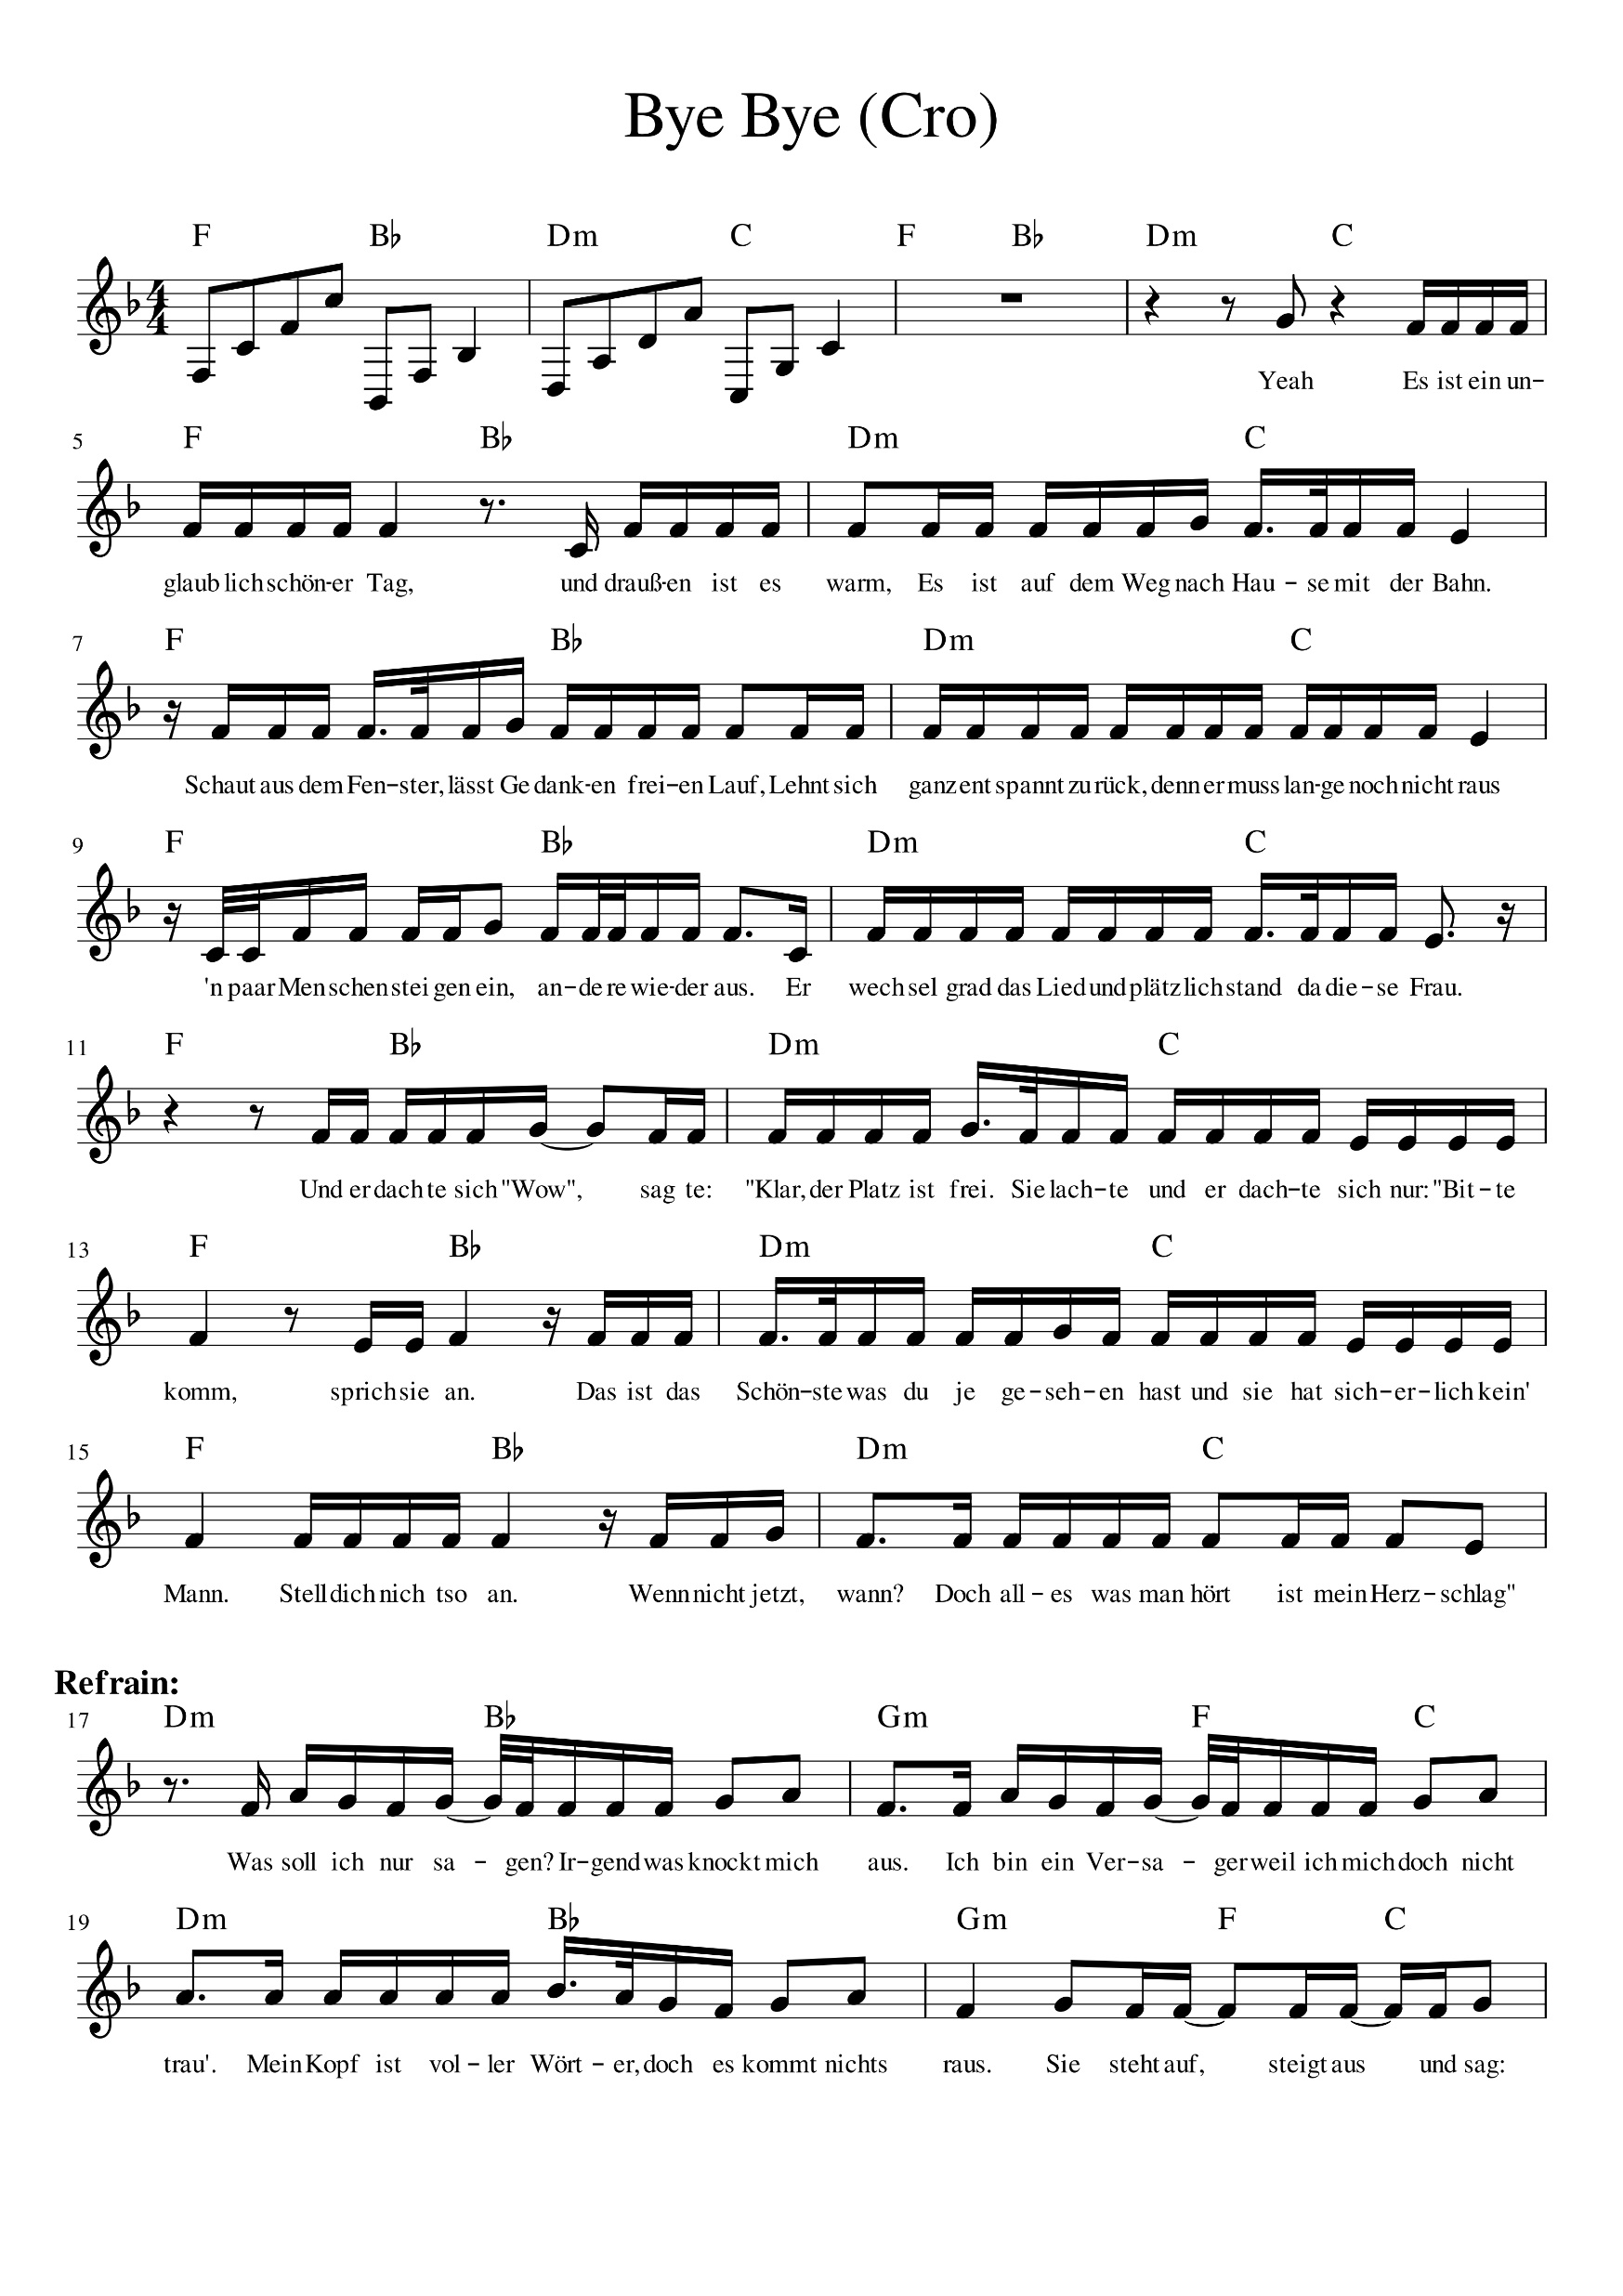 Bye Bye (Cro)
F Bb Dm C F Bb Dm C
Yeah Es ist ein un-
5 F Bb Dm C
glaub lich schön-er Tag, und drauß-en ist es warm, Es ist auf dem Weg nach Hau-se mit der Bahn.
7 F Bb Dm C
Schaut aus dem Fen-ster, lässt Ge dank-en frei-en Lauf, Lehnt sich ganz ent spannt zu rück, denn er muss lan-ge noch nicht raus
9 F Bb Dm C
'n paar Men schen stei gen ein, an-de re wie-der aus. Er wech sel grad das Lied und plätz lich stand da die-se Frau.
11 F Bb Dm C
Und er dach te sich "Wow", sag te: "Klar, der Platz ist frei. Sie lach-te und er dach-te sich nur: "Bit-te
13 F Bb Dm C
komm, sprich sie an. Das ist das Schön-ste was du je ge-seh-en hast und sie hat sich-er-lich kein'
15 F Bb Dm C
Mann. Stell dich nich tso an. Wenn nicht jetzt, wann? Doch all-es was man hört ist mein Herz-schlag"
Refrain:
17 Dm Bb Gm F C
Was soll ich nur sa-gen? Ir-gend was knockt mich aus. Ich bin ein Ver-sa-ger weil ich mich doch nicht
19 Dm Bb Gm F C
trau'. Mein Kopf ist vol-ler Wört-er, doch es kommt nichts raus. Sie steht auf, steigt aus und sag: